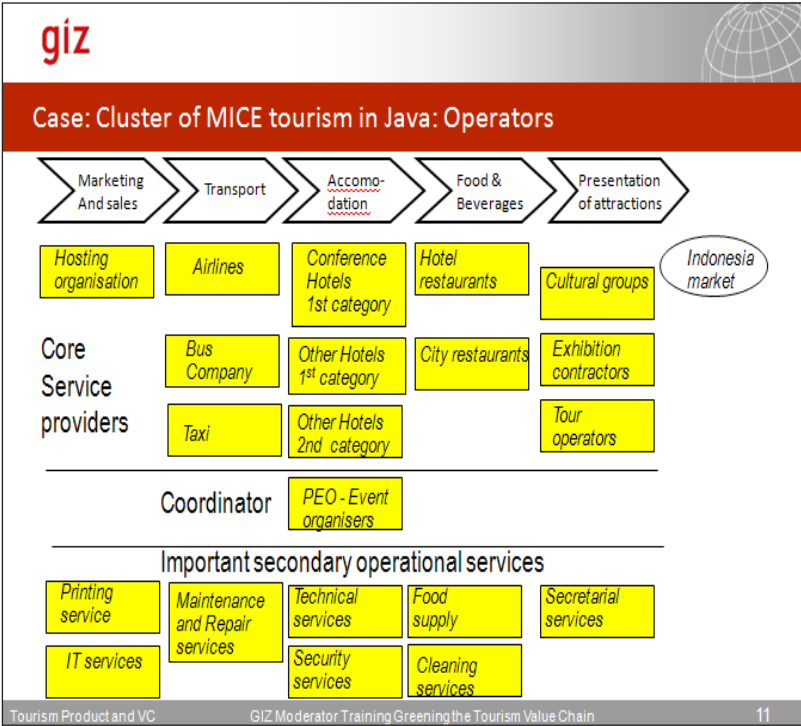 giz
Case: Cluster of MICE tourism in Java: Operators
Marketing
And sales
Transport
Accomo-
dation
Food &
Beverages
Presentation
of attractions
Hosting
organisation
Airlines
Conference
Hotels
1st category
Hotel
restaurants
Cultural groups
Indonesia
market
Core
Service
providers
Bus
Company
Other Hotels
1st category
City restaurants
Exhibition
contractors
Taxi
Other Hotels
2nd category
Tour
operators
Coordinator
PEO - Event
organisers
Important secondary operational services
Printing
service
Maintenance
and Repair
services
Technical
services
Food
supply
Secretarial
services
IT services
Security
services
Cleaning
services
Tourism Product and VC
GIZ Moderator Training Greening the Tourism Value Chain
11